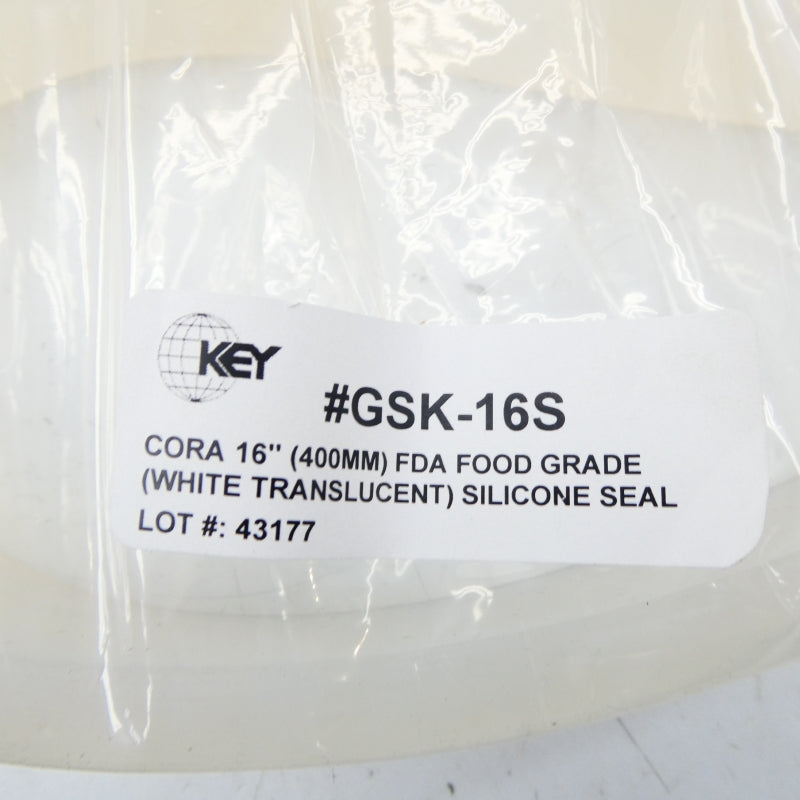 KEY
#GSK-16S
CORA 16" (400MM) FDA FOOD GRADE
(WHITE TRANSLUCENT) SILICONE SEAL
LOT #: 43177